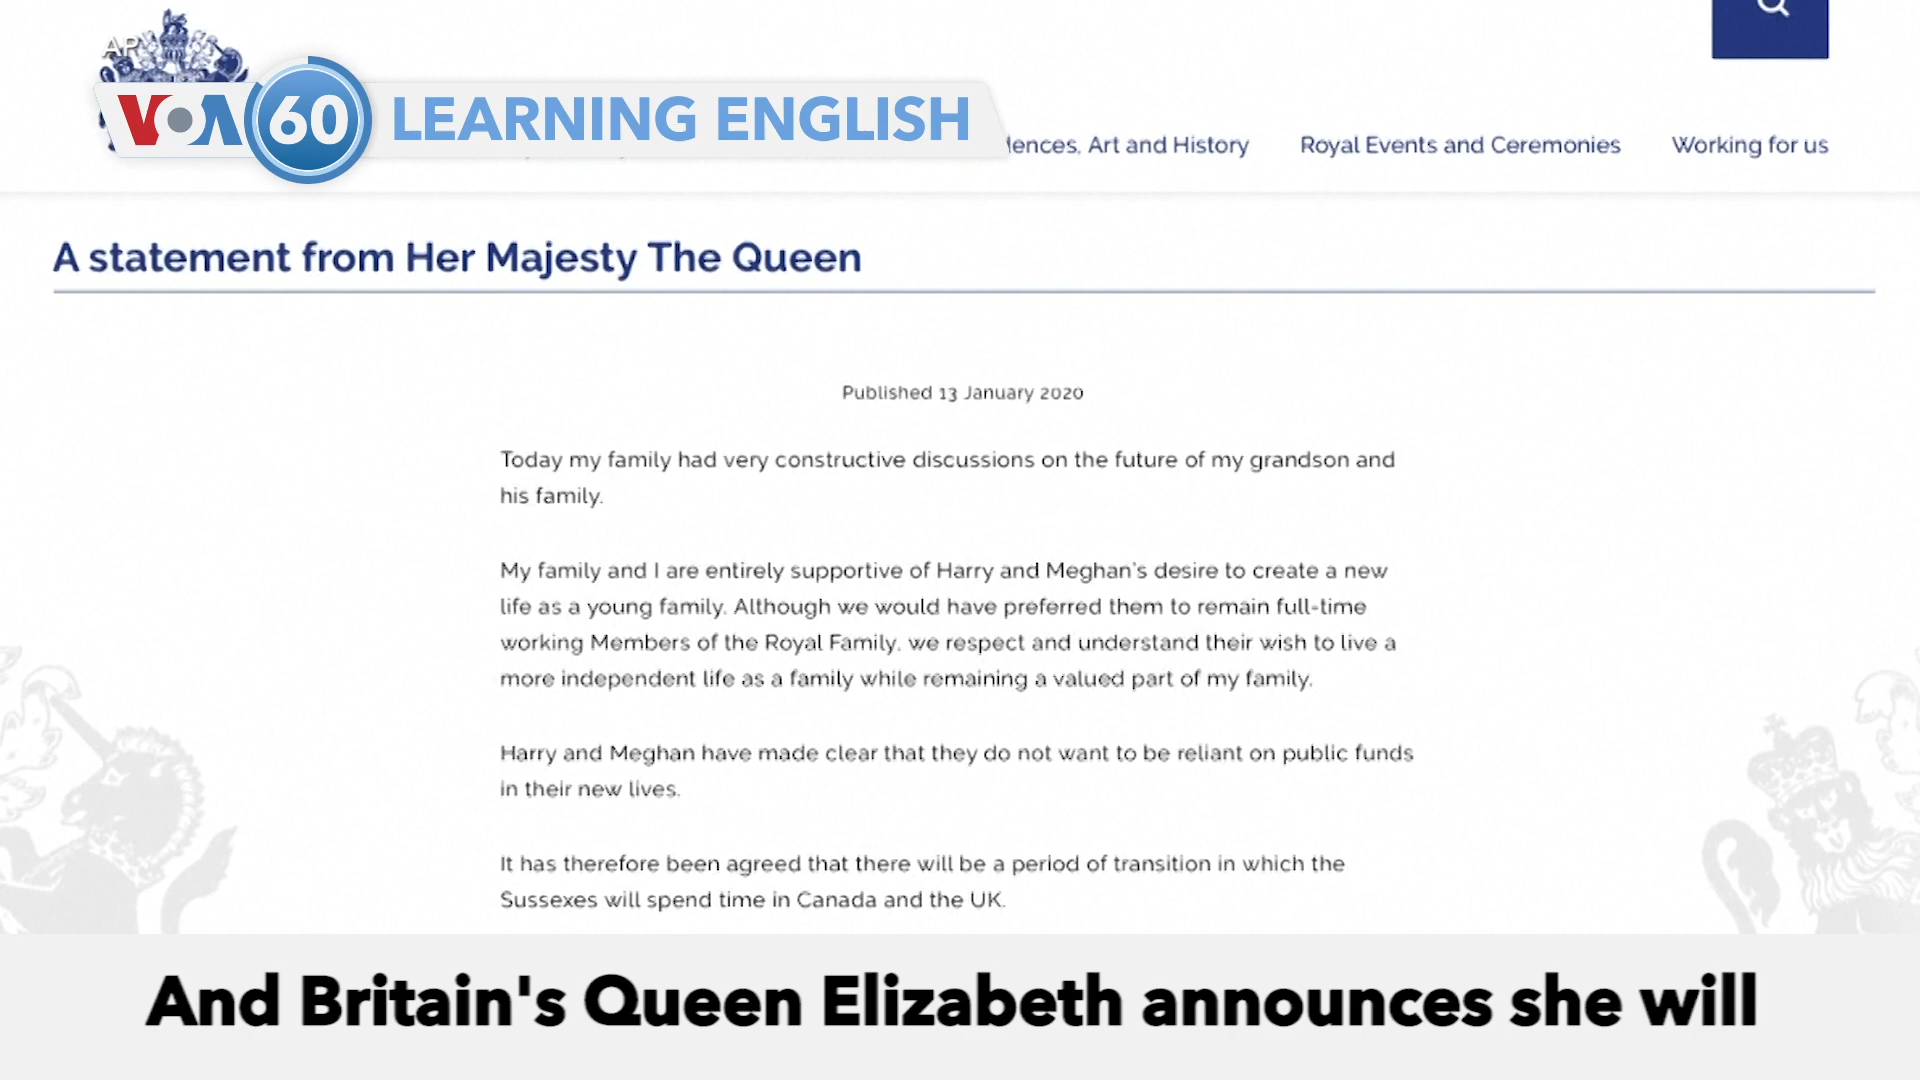 AP
VOA 60 LEARNING ENGLISH
Art and History
Royal Events and Ceremonies
Working for us
A statement from Her Majesty The Queen
Published 13 January 2020
Today my family had very constructive discussions on the future of my grandson and
his family.
My family and I are entirely supportive of Harry and Meghan's desire to create a new
life as a young family. Although we would have preferred them to remain full-time
working Members of the Royal Family, we respect and understand their wish to live a
more independent life as a family while remaining a valued part of my family.
Harry and Meghan have made clear that they do not want to be reliant on public funds
in their new lives.
It has therefore been agreed that there will be a period of transition in which the
Sussexes will spend time in Canada and the UK.
And Britain's Queen Elizabeth announces she will